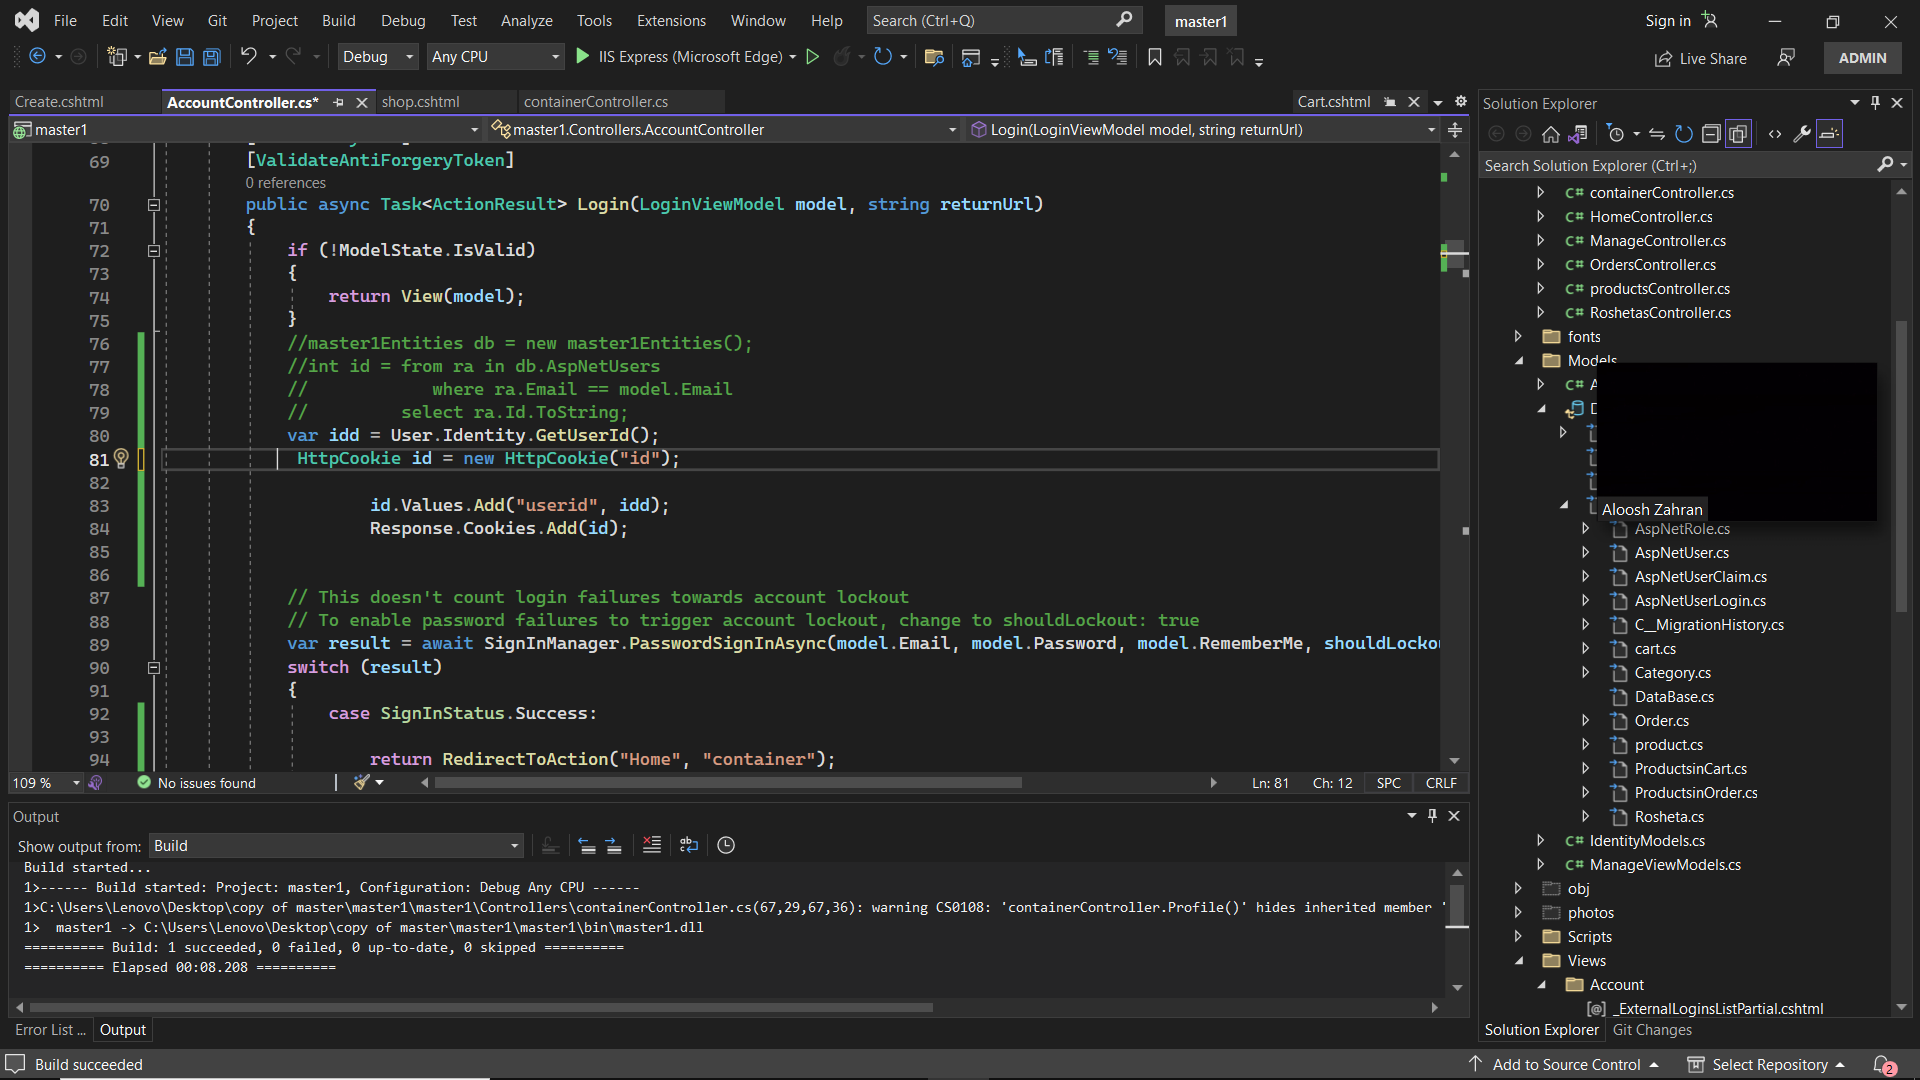 File Edit View Git Project Build Debug Test Analyze Tools Extensions Window Help Search (Ctrl+Q) master1 Sign in
Debug Any CPU IIS Express (Microsoft Edge) Live Share ADMIN
Create.cshtml AccountController.cs* shop.cshtml containerController.cs Cart.cshtml
master1 master1.Controllers.AccountController Login(LoginViewModel model, string returnUrl)
69 [ValidateAntiForgeryToken]
0 references
70 public async Task<ActionResult> Login(LoginViewModel model, string returnUrl)
71 {
72 if (!ModelState.IsValid)
73 {
74 return View(model);
75 }
76 //master1Entities db = new master1Entities();
77 //int id = from ra in db.AspNetUsers
78 // where ra.Email == model.Email
79 // select ra.Id.ToString;
80 var idd = User.Identity.GetUserId();
81 HttpCookie id = new HttpCookie("id");
82
83 id.Values.Add("userid", idd);
84 Response.Cookies.Add(id);
85
86
87 // This doesn't count login failures towards account lockout
88 // To enable password failures to trigger account lockout, change to shouldLockout: true
89 var result = await SignInManager.PasswordSignInAsync(model.Email, model.Password, model.RememberMe, shouldLockou
90 switch (result)
91 {
92 case SignInStatus.Success:
93
94 return RedirectToAction("Home", "container");
109 % No issues found Ln: 81 Ch: 12 SPC CRLF
Output
Show output from: Build
Build started...
1>------ Build started: Project: master1, Configuration: Debug Any CPU ------
1>C:\Users\Lenovo\Desktop\copy of master\master1\master1\Controllers\containerController.cs(67,29,67,36): warning CS0108: 'containerController.Profile()' hides inherited member '
1>  master1 -> C:\Users\Lenovo\Desktop\copy of master\master1\master1\bin\master1.dll
========== Build: 1 succeeded, 0 failed, 0 up-to-date, 0 skipped ==========
========== Elapsed 00:08.208 ==========
Error List ... Output
Solution Explorer
Search Solution Explorer (Ctrl+;)
C# containerController.cs
C# HomeController.cs
C# ManageController.cs
C# OrdersController.cs
C# productsController.cs
C# RoshetasController.cs
fonts
Models
C# A
D
Aloosh Zahran
AspNetRole.cs
AspNetUser.cs
AspNetUserClaim.cs
AspNetUserLogin.cs
C__MigrationHistory.cs
cart.cs
Category.cs
DataBase.cs
Order.cs
product.cs
ProductsinCart.cs
ProductsinOrder.cs
Rosheta.cs
C# IdentityModels.cs
C# ManageViewModels.cs
obj
photos
Scripts
Views
Account
[@] _ExternalLoginsListPartial.cshtml
Solution Explorer Git Changes
Build succeeded Add to Source Control Select Repository 2